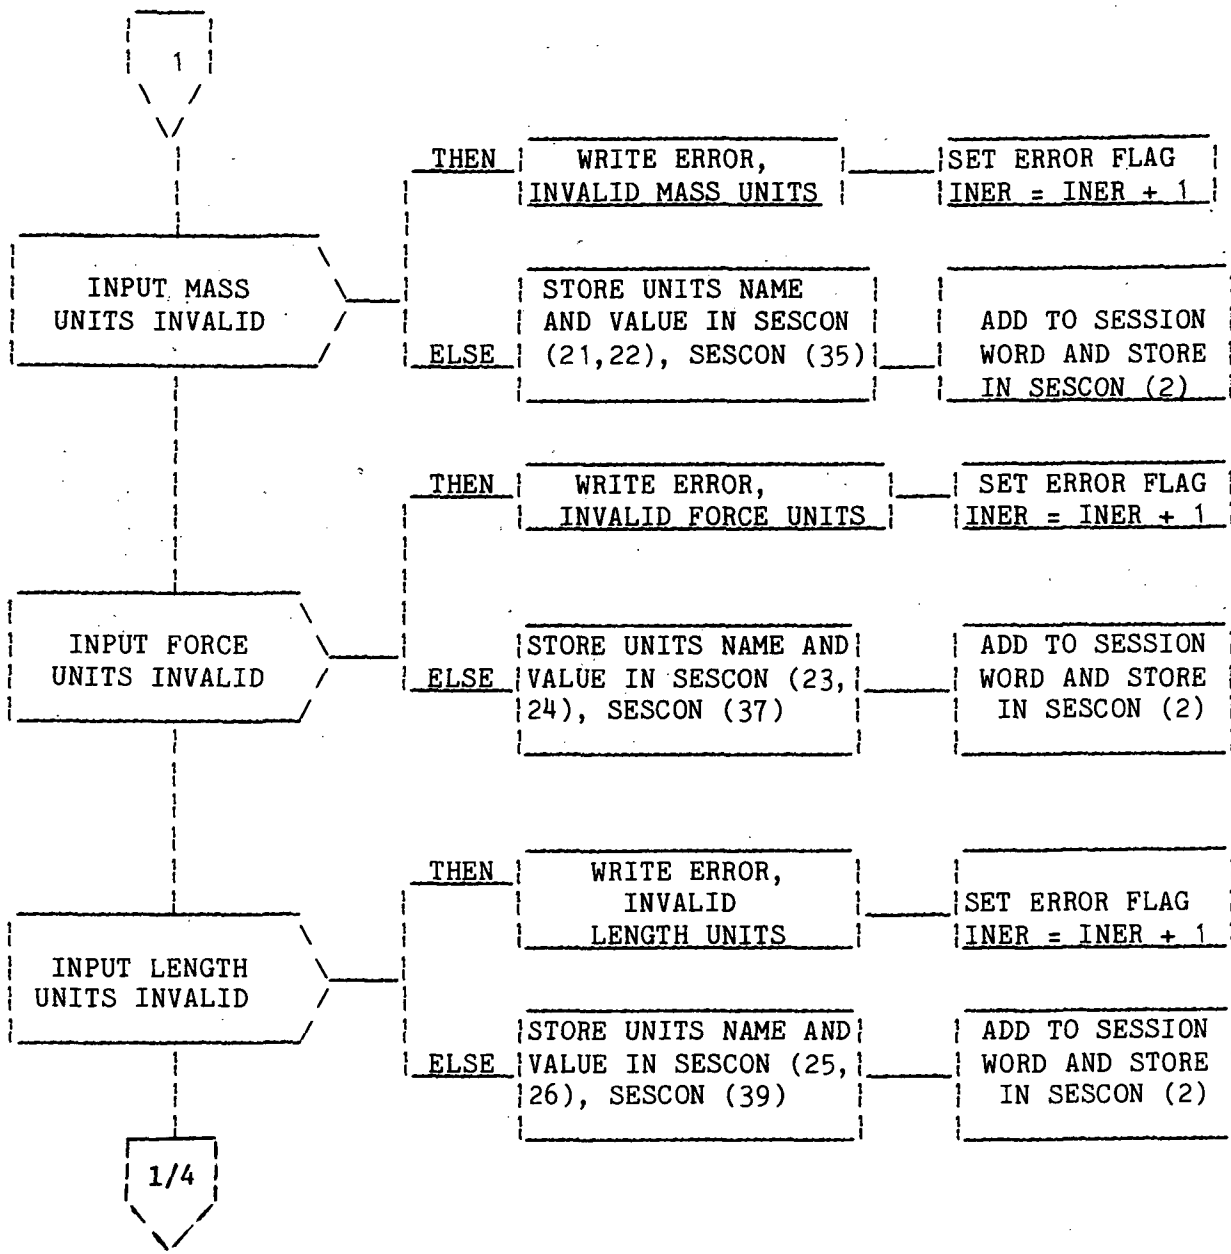 1
THEN
WRITE ERROR,
INVALID MASS UNITS
SET ERROR FLAG
INER = INER + 1
INPUT MASS
UNITS INVALID
ELSE
STORE UNITS NAME
AND VALUE IN SESCON
(21,22), SESCON (35)
ADD TO SESSION
WORD AND STORE
IN SESCON (2)
THEN
WRITE ERROR,
INVALID FORCE UNITS
SET ERROR FLAG
INER = INER + 1
INPUT FORCE
UNITS INVALID
ELSE
STORE UNITS NAME AND
VALUE IN SESCON (23,
24), SESCON (37)
ADD TO SESSION
WORD AND STORE
IN SESCON (2)
THEN
WRITE ERROR,
INVALID
LENGTH UNITS
SET ERROR FLAG
INER = INER + 1
INPUT LENGTH
UNITS INVALID
ELSE
STORE UNITS NAME AND
VALUE IN SESCON (25,
26), SESCON (39)
ADD TO SESSION
WORD AND STORE
IN SESCON (2)
1/4